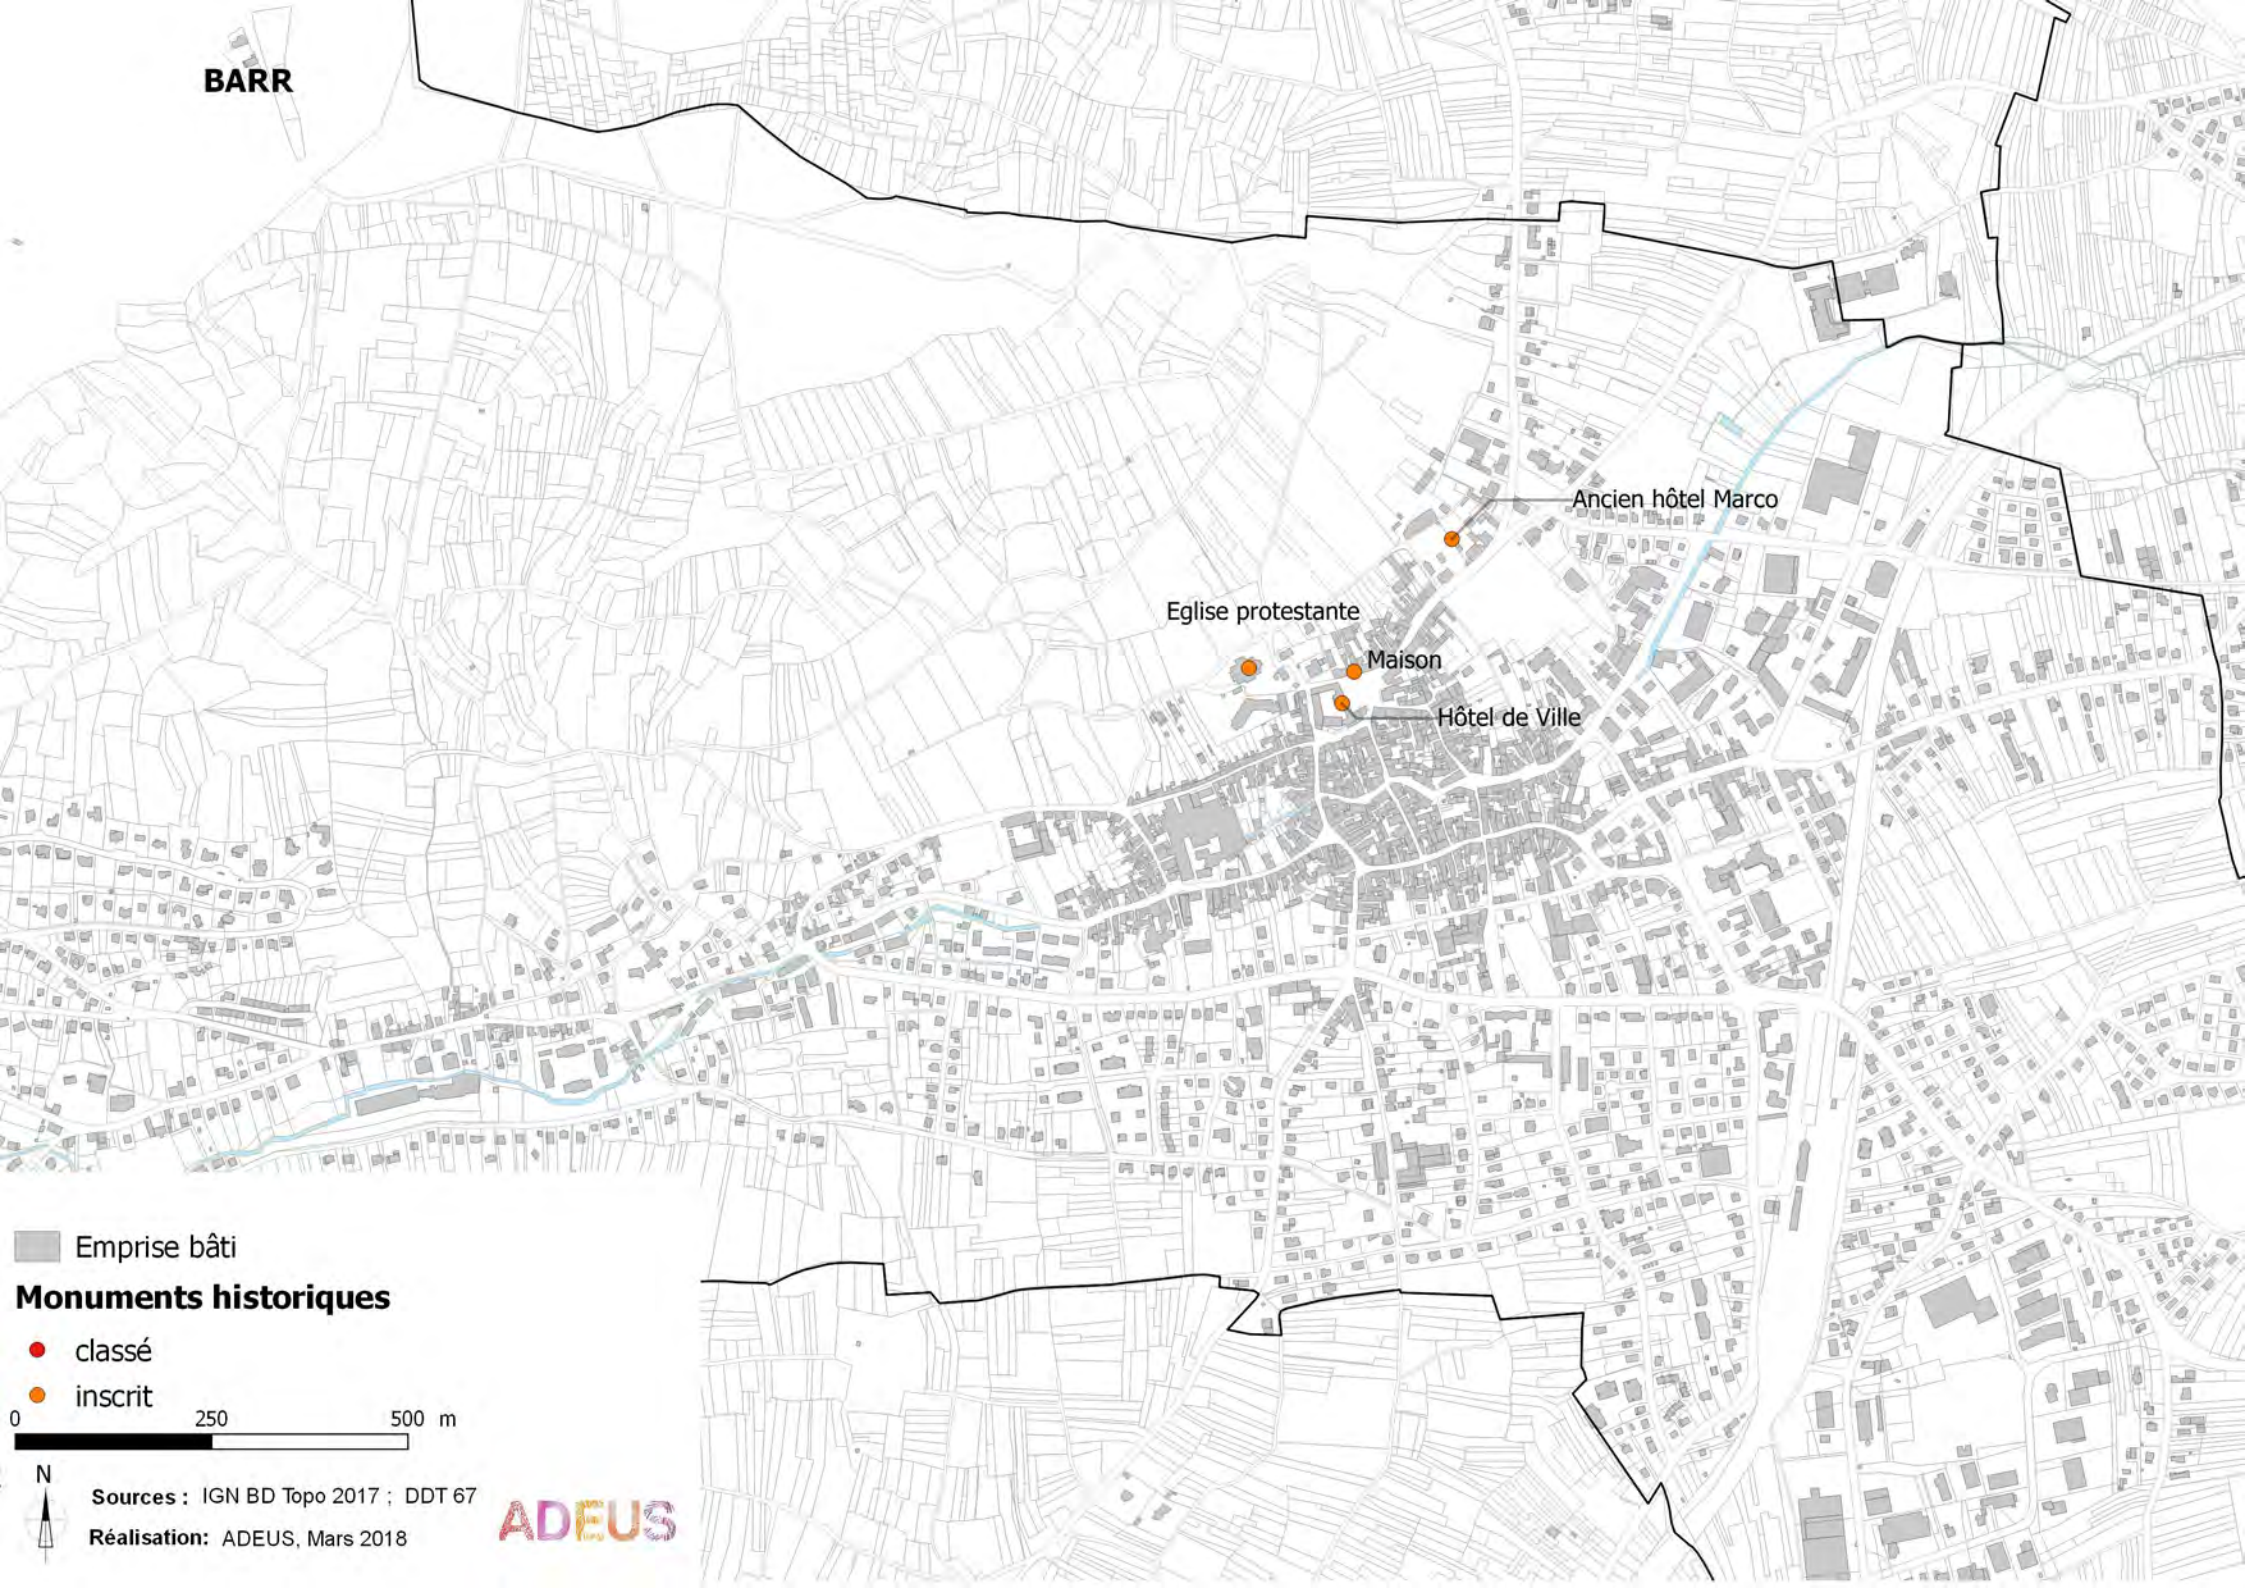 BARR
Ancien hôtel Marco
Eglise protestante
Maison
Hôtel de Ville
Emprise bâti
Monuments historiques
classé
inscrit
0 250 500 m
N
Sources : IGN BD Topo 2017 ; DDT 67
Réalisation: ADEUS, Mars 2018
ADEUS